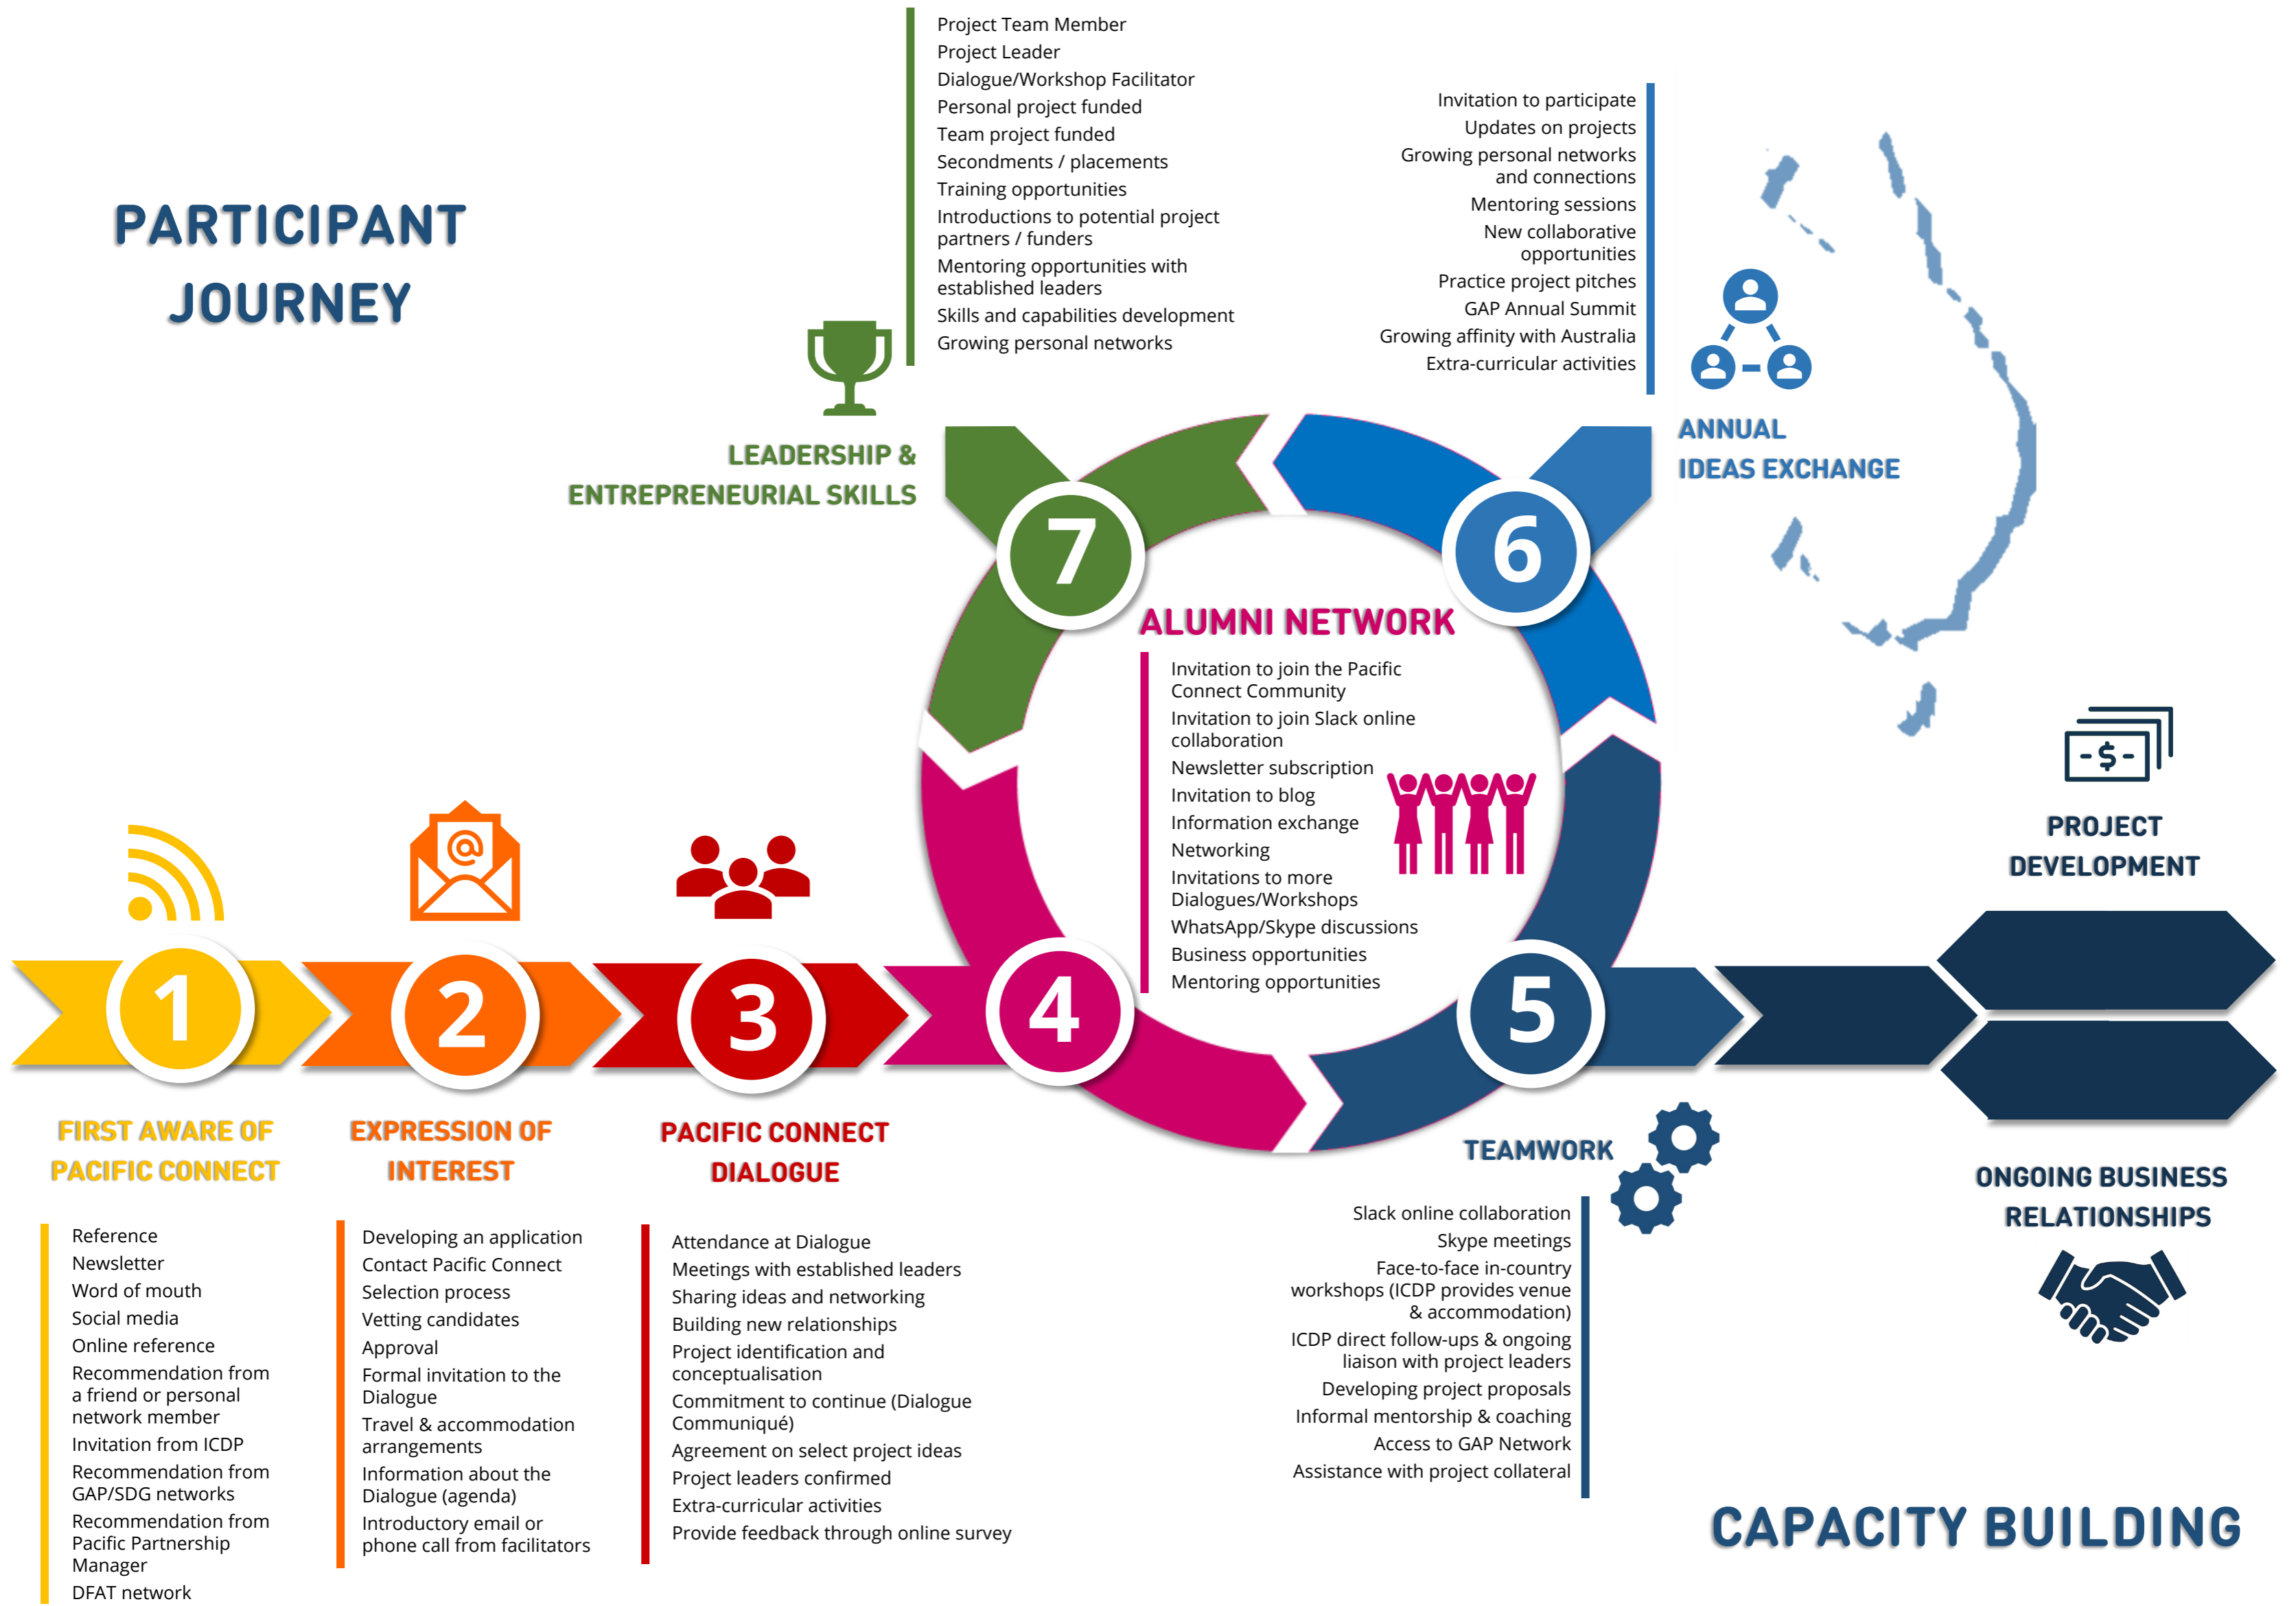 PARTICIPANT
JOURNEY
1
FIRST AWARE OF
PACIFIC CONNECT
Reference
Newsletter
Word of mouth
Social media
Online reference
Recommendation from
a friend or personal
network member
Invitation from ICDP
Recommendation from
GAP/SDG networks
Recommendation from
Pacific Partnership
Manager
DFAT network
@
2
EXPRESSION OF
INTEREST
Developing an application
Contact Pacific Connect
Selection process
Vetting candidates
Approval
Formal invitation to the
Dialogue
Travel & accommodation
arrangements
Information about the
Dialogue (agenda)
Introductory email or
phone call from facilitators
3
PACIFIC CONNECT
DIALOGUE
Attendance at Dialogue
Meetings with established leaders
Sharing ideas and networking
Building new relationships
Project identification and
conceptualisation
Commitment to continue (Dialogue
Communiqué)
Agreement on select project ideas
Project leaders confirmed
Extra-curricular activities
Provide feedback through online survey
4
ALUMNI NETWORK
Invitation to join the Pacific
Connect Community
Invitation to join Slack online
collaboration
Newsletter subscription
Invitation to blog
Information exchange
Networking
Invitations to more
Dialogues/Workshops
WhatsApp/Skype discussions
Business opportunities
Mentoring opportunities
5
TEAMWORK
Slack online collaboration
Skype meetings
Face-to-face in-country
workshops (ICDP provides venue
& accommodation)
ICDP direct follow-ups & ongoing
liaison with project leaders
Developing project proposals
Informal mentorship & coaching
Access to GAP Network
Assistance with project collateral
6
ANNUAL
IDEAS EXCHANGE
Invitation to participate
Updates on projects
Growing personal networks
and connections
Mentoring sessions
New collaborative
opportunities
Practice project pitches
GAP Annual Summit
Growing affinity with Australia
Extra-curricular activities
7
LEADERSHIP &
ENTREPRENEURIAL SKILLS
Project Team Member
Project Leader
Dialogue/Workshop Facilitator
Personal project funded
Team project funded
Secondments / placements
Training opportunities
Introductions to potential project
partners / funders
Mentoring opportunities with
established leaders
Skills and capabilities development
Growing personal networks
-$-
PROJECT
DEVELOPMENT
ONGOING BUSINESS
RELATIONSHIPS
CAPACITY BUILDING